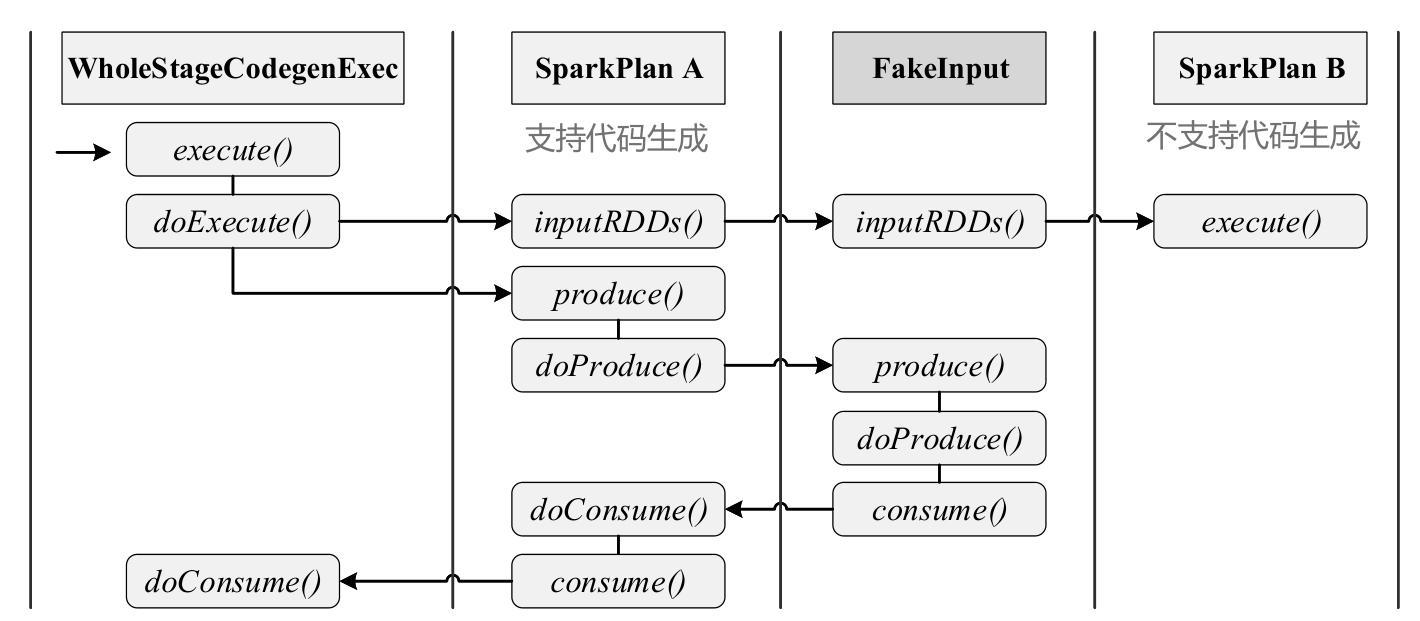 WholeStageCodegenExec
SparkPlan A
FakeInput
SparkPlan B
支持代码生成
不支持代码生成
execute()
doExecute()
inputRDDs()
inputRDDs()
execute()
produce()
doProduce()
produce()
doProduce()
doConsume()
consume()
doConsume()
consume()